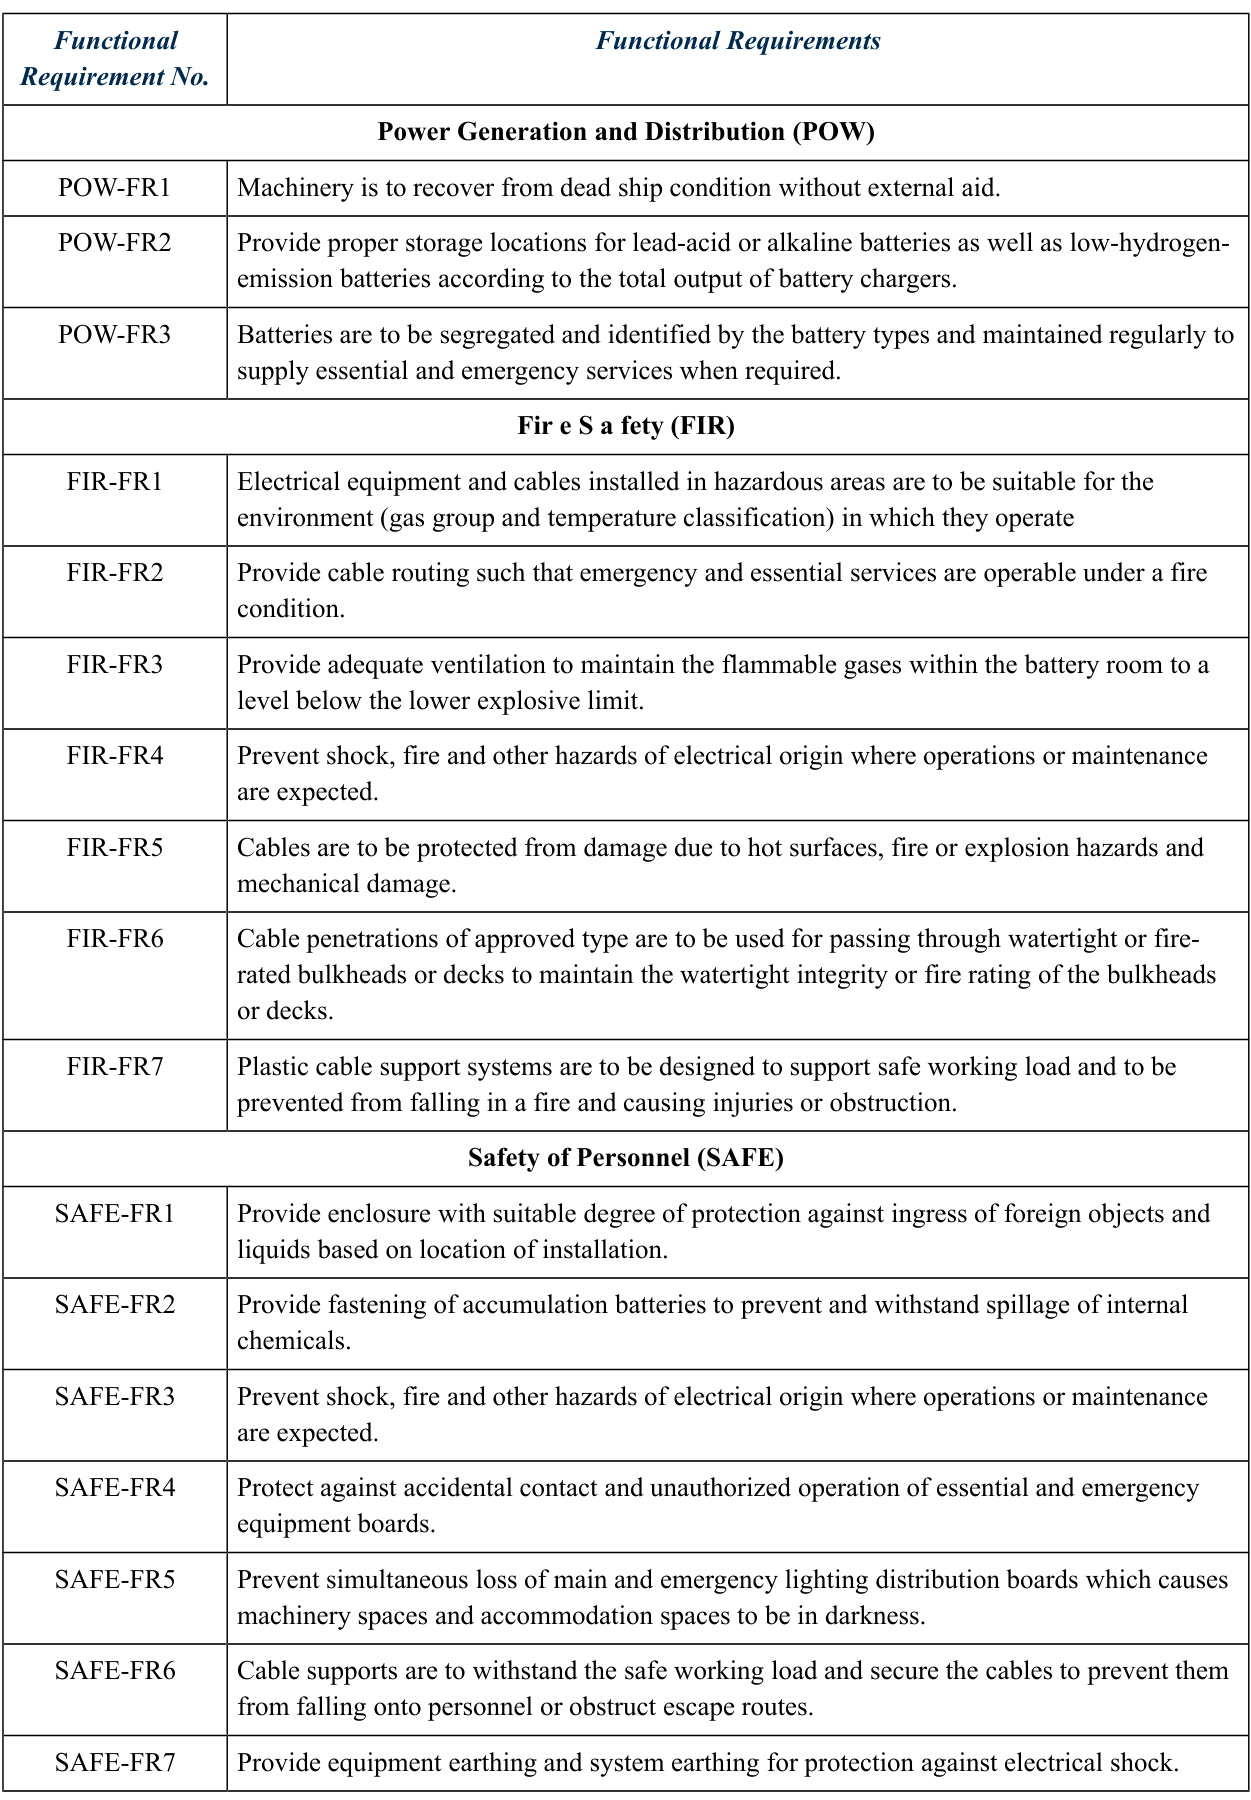 Functional
Requirement No.
Functional Requirements
Power Generation and Distribution (POW)
POW-FR1
Machinery is to recover from dead ship condition without external aid.
POW-FR2
Provide proper storage locations for lead-acid or alkaline batteries as well as low-hydrogen-
emission batteries according to the total output of battery chargers.
POW-FR3
Batteries are to be segregated and identified by the battery types and maintained regularly to
supply essential and emergency services when required.
Fir e S a fety (FIR)
FIR-FR1
Electrical equipment and cables installed in hazardous areas are to be suitable for the
environment (gas group and temperature classification) in which they operate
FIR-FR2
Provide cable routing such that emergency and essential services are operable under a fire
condition.
FIR-FR3
Provide adequate ventilation to maintain the flammable gases within the battery room to a
level below the lower explosive limit.
FIR-FR4
Prevent shock, fire and other hazards of electrical origin where operations or maintenance
are expected.
FIR-FR5
Cables are to be protected from damage due to hot surfaces, fire or explosion hazards and
mechanical damage.
FIR-FR6
Cable penetrations of approved type are to be used for passing through watertight or fire-
rated bulkheads or decks to maintain the watertight integrity or fire rating of the bulkheads
or decks.
FIR-FR7
Plastic cable support systems are to be designed to support safe working load and to be
prevented from falling in a fire and causing injuries or obstruction.
Safety of Personnel (SAFE)
SAFE-FR1
Provide enclosure with suitable degree of protection against ingress of foreign objects and
liquids based on location of installation.
SAFE-FR2
Provide fastening of accumulation batteries to prevent and withstand spillage of internal
chemicals.
SAFE-FR3
Prevent shock, fire and other hazards of electrical origin where operations or maintenance
are expected.
SAFE-FR4
Protect against accidental contact and unauthorized operation of essential and emergency
equipment boards.
SAFE-FR5
Prevent simultaneous loss of main and emergency lighting distribution boards which causes
machinery spaces and accommodation spaces to be in darkness.
SAFE-FR6
Cable supports are to withstand the safe working load and secure the cables to prevent them
from falling onto personnel or obstruct escape routes.
SAFE-FR7
Provide equipment earthing and system earthing for protection against electrical shock.